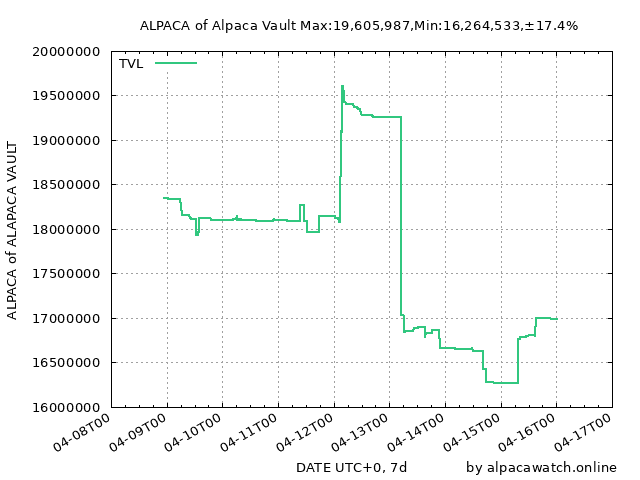 ALPACA of Alpaca Vault Max:19,605,987,Min:16,264,533,±17.4%
TVL
ALPACA of ALAPACA VAULT
20000000
19500000
19000000
18500000
18000000
17500000
17000000
16500000
16000000
04-08T00
04-09T00
04-10T00
04-11T00
04-12T00
04-13T00
04-14T00
04-15T00
04-16T00
04-17T00
DATE UTC+0, 7d
by alpacawatch.online